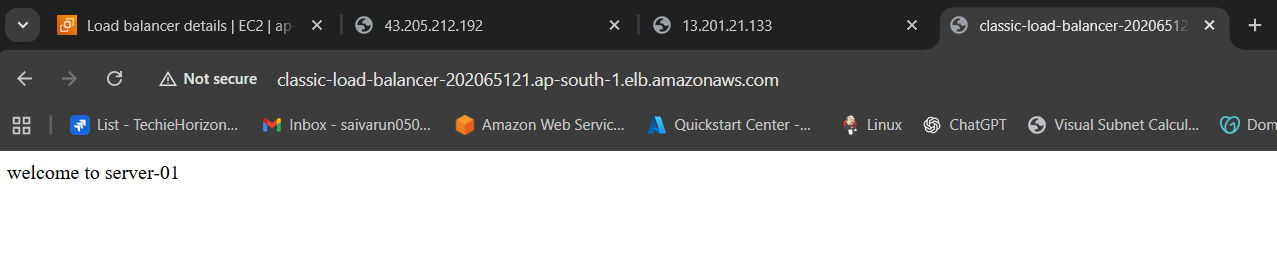 Load balancer details | EC2 | ap-
43.205.212.192
13.201.21.133
classic-load-balancer-20206512
Not secure
classic-load-balancer-202065121.ap-south-1.elb.amazonaws.com
List - TechieHorizon...
Inbox - saivarun050...
Amazon Web Servic...
Quickstart Center -...
Linux
ChatGPT
Visual Subnet Calcul...
Dom
welcome to server-01